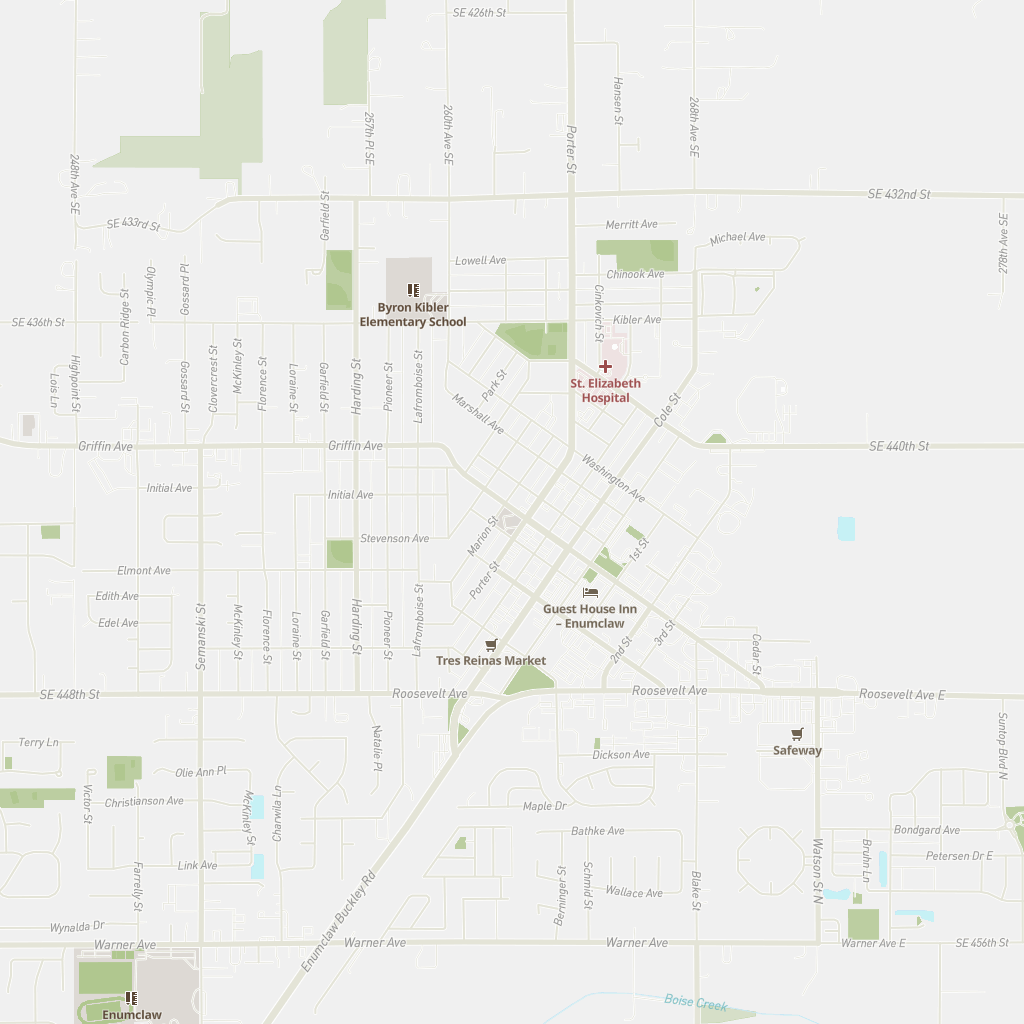 SE 426th St
Hansen St
257th Pl SE
260th Ave SE
268th Ave SE
Porter St
248th Ave SE
SE 432nd St
Garfield St
SE 433rd St
Merritt Ave
Michael Ave
278th Ave SE
Lowell Ave
Olympic Pl
Gossard Pl
Chinook Ave
Carbon Ridge St
Cinkovich St
Byron Kibler
Elementary School
SE 436th St
Kibler Ave
Lois Ln
Highpoint St
Gossard St
Clovercrest St
McKinley St
Florence St
Loraine St
Garfield St
Harding St
Pioneer St
Laframboise St
Park St
St. Elizabeth
Hospital
Marshall Ave
Cole St
Griffin Ave
Griffin Ave
SE 440th St
Washington Ave
Initial Ave
Initial Ave
Marion St
Stevenson Ave
1st St
Elmont Ave
Porter St
Edith Ave
Guest House Inn
– Enumclaw
Edel Ave
Semanski St
McKinley St
Florence St
Loraine St
Garfield St
Harding St
Pioneer St
Laframboise St
2nd St
3rd St
Cedar St
Tres Reinas Market
SE 448th St
Roosevelt Ave
Roosevelt Ave
Roosevelt Ave E
Terry Ln
Natalie Pl
Suntop Blvd N
Safeway
Dickson Ave
Olie Ann Pl
Victor St
Christianson Ave
McKinley St
Charwila Ln
Maple Dr
Bathke Ave
Bondgard Ave
Link Ave
Watson St N
Bruhn Ln
Petersen Dr E
Farrelly St
Berninger St
Schmid St
Wallace Ave
Blake St
Enumclaw Buckley Rd
Wynalda Dr
Warner Ave
Warner Ave
Warner Ave
Warner Ave E
SE 456th St
Boise Creek
Enumclaw